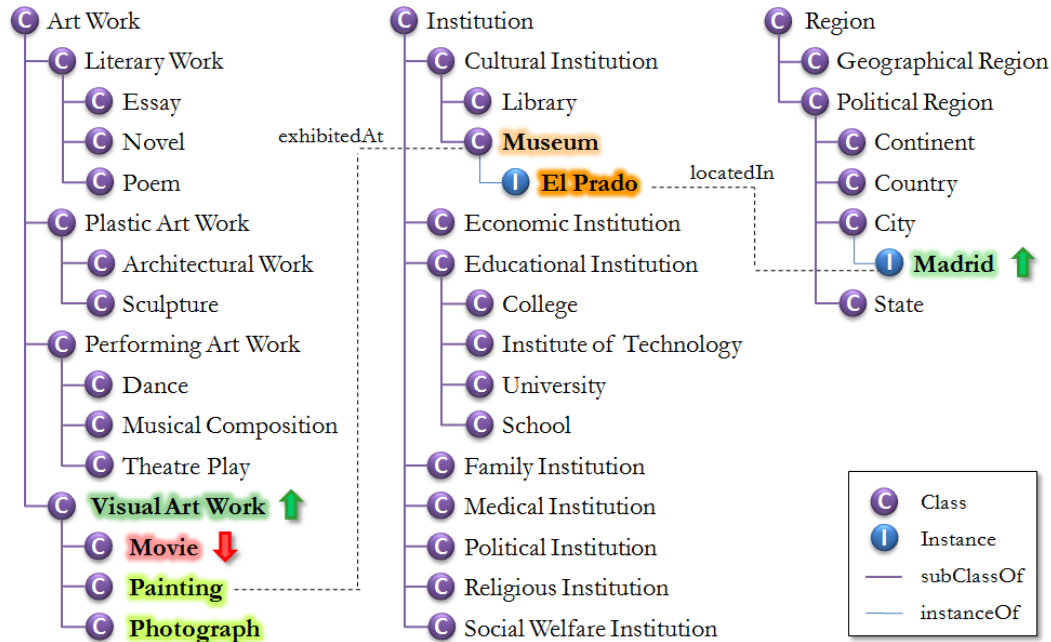 Art Work
Literary Work
Essay
Novel
Poem
Plastic Art Work
Architectural Work
Sculpture
Performing Art Work
Dance
Musical Composition
Theatre Play
Visual Art Work
Movie
Painting
Photograph
exhibitedAt
Institution
Cultural Institution
Library
Museum
El Prado
Economic Institution
Educational Institution
College
Institute of Technology
University
School
Family Institution
Medical Institution
Political Institution
Religious Institution
Social Welfare Institution
locatedIn
Region
Geographical Region
Political Region
Continent
Country
City
Madrid
State
C Class
I Instance
subClassOf
instanceOf